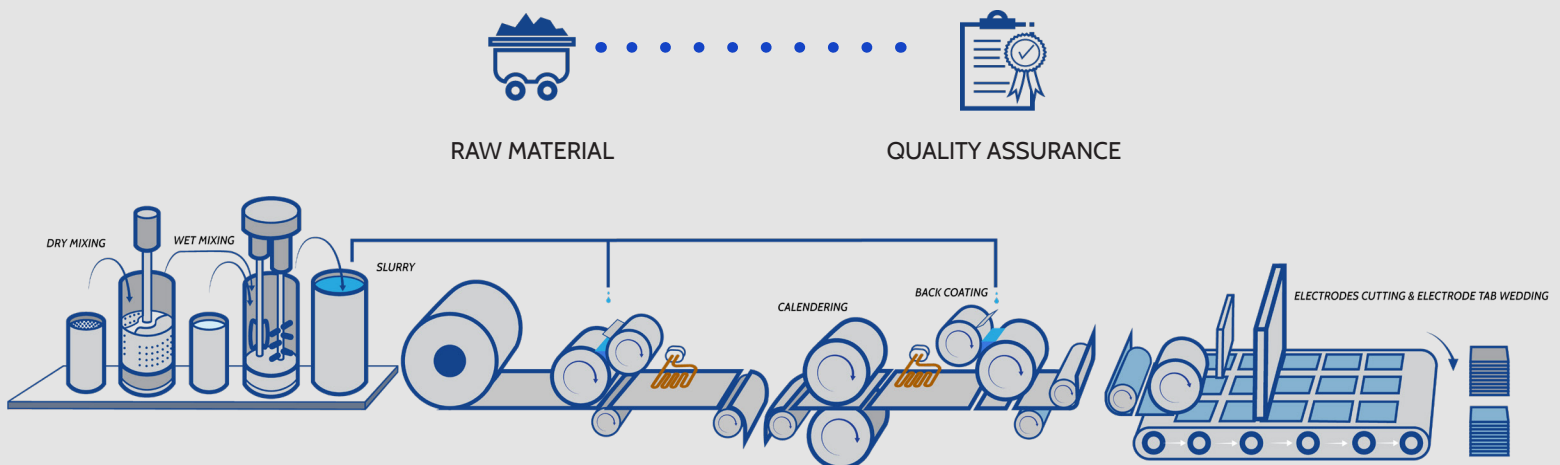 RAW MATERIAL
QUALITY ASSURANCE
DRY MIXING
WET MIXING
SLURRY
CALENDERING
BACK COATING
ELECTRODES CUTTING & ELECTRODE TAB WEDDING